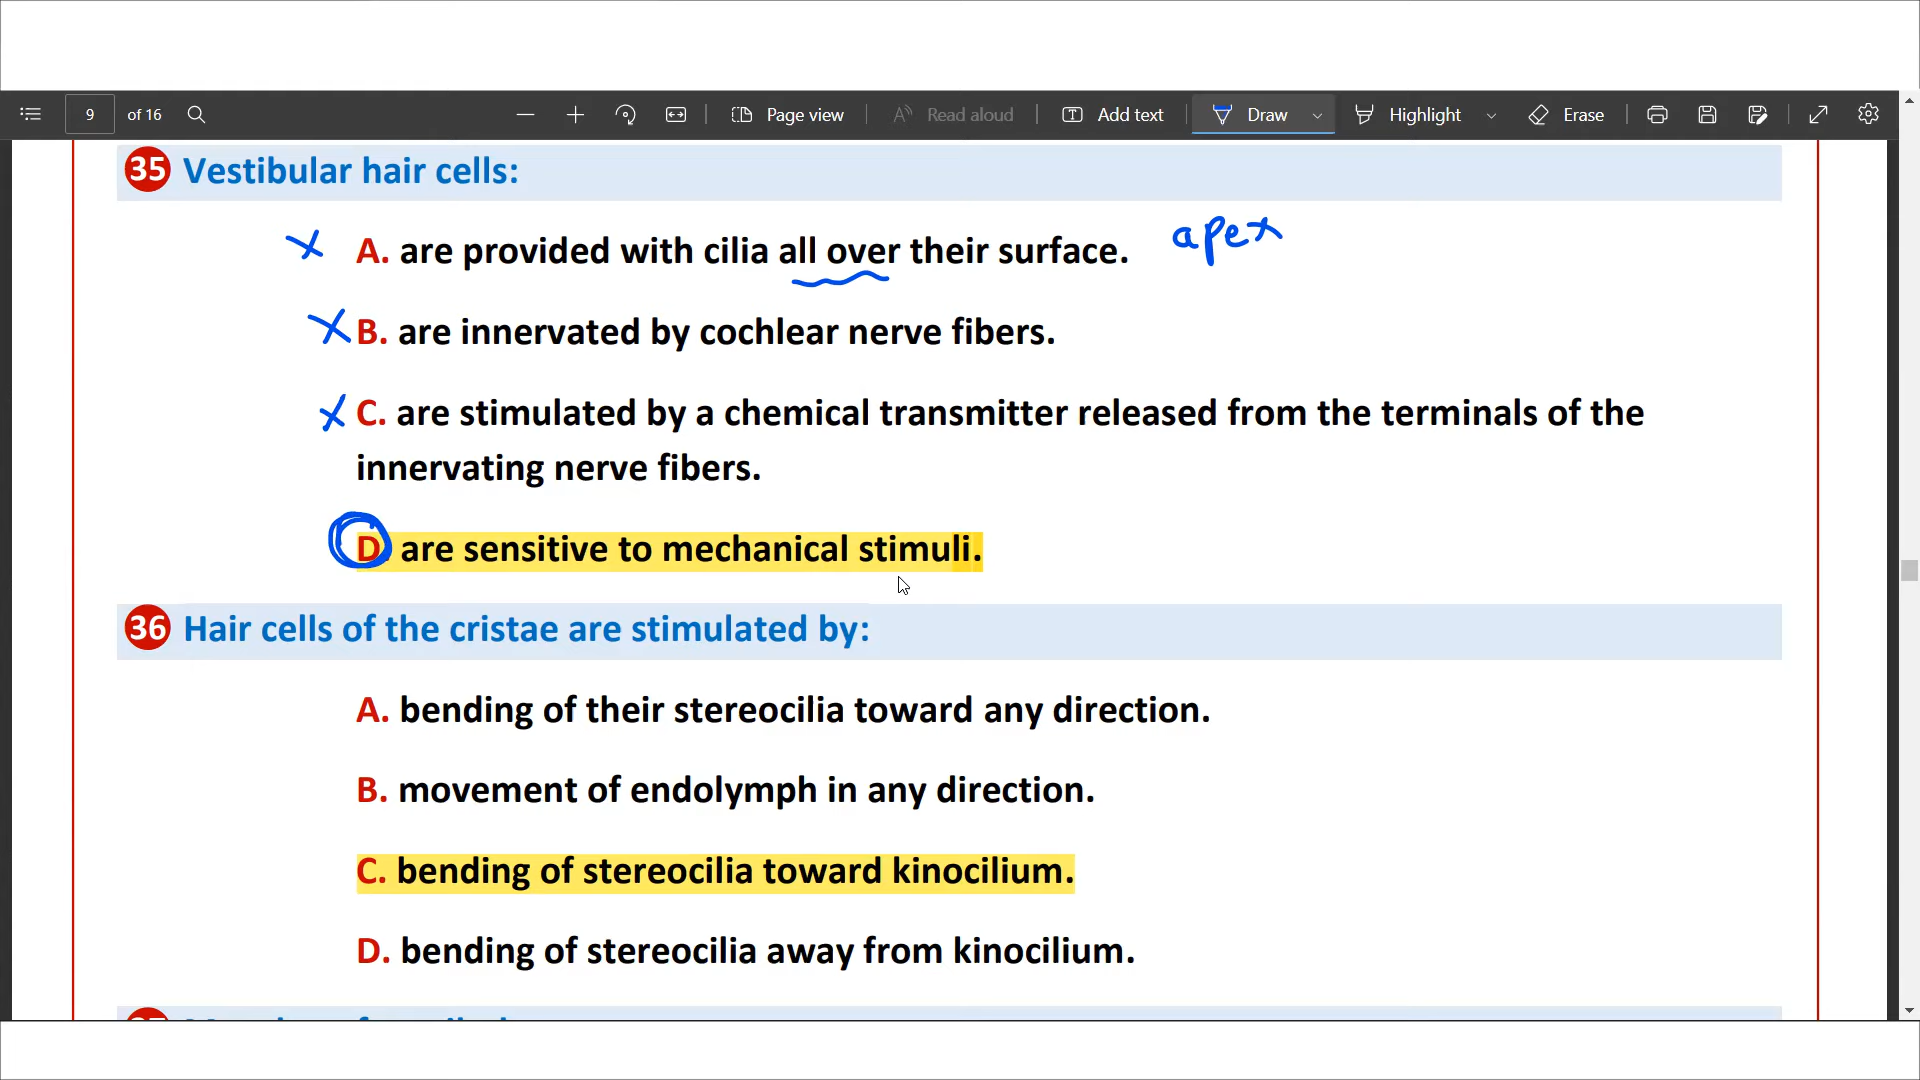 9 of 16 Page view Read aloud Add text Draw Highlight Erase
35 Vestibular hair cells:
A. are provided with cilia all over their surface. apex
B. are innervated by cochlear nerve fibers.
C. are stimulated by a chemical transmitter released from the terminals of the
innervating nerve fibers.
D. are sensitive to mechanical stimuli.
36 Hair cells of the cristae are stimulated by:
A. bending of their stereocilia toward any direction.
B. movement of endolymph in any direction.
C. bending of stereocilia toward kinocilium.
D. bending of stereocilia away from kinocilium.